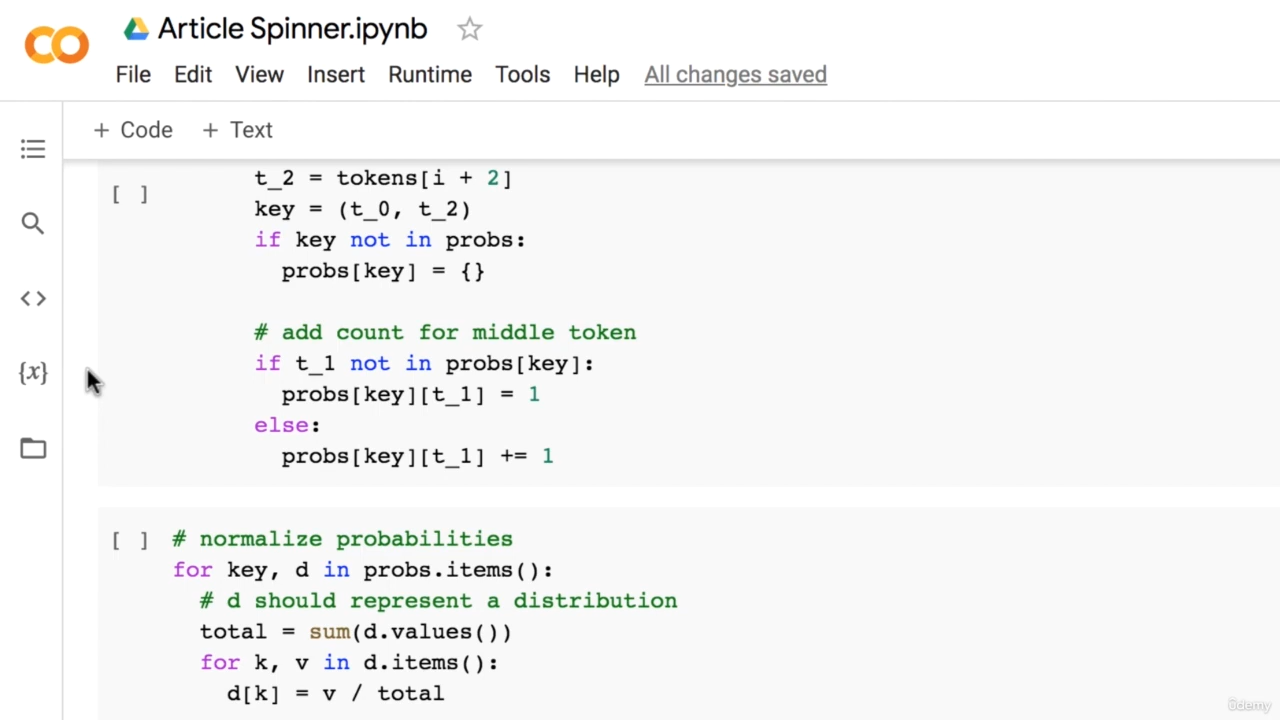 Article Spinner.ipynb
File Edit View Insert Runtime Tools Help All changes saved
+ Code + Text
[ ]
t_2 = tokens[i + 2]
key = (t_0, t_2)
if key not in probs:
probs[key] = {}
# add count for middle token
if t_1 not in probs[key]:
probs[key][t_1] = 1
else:
probs[key][t_1] += 1
[ ] # normalize probabilities
for key, d in probs.items():
# d should represent a distribution
total = sum(d.values())
for k, v in d.items():
d[k] = v / total
{x}
ûdemy